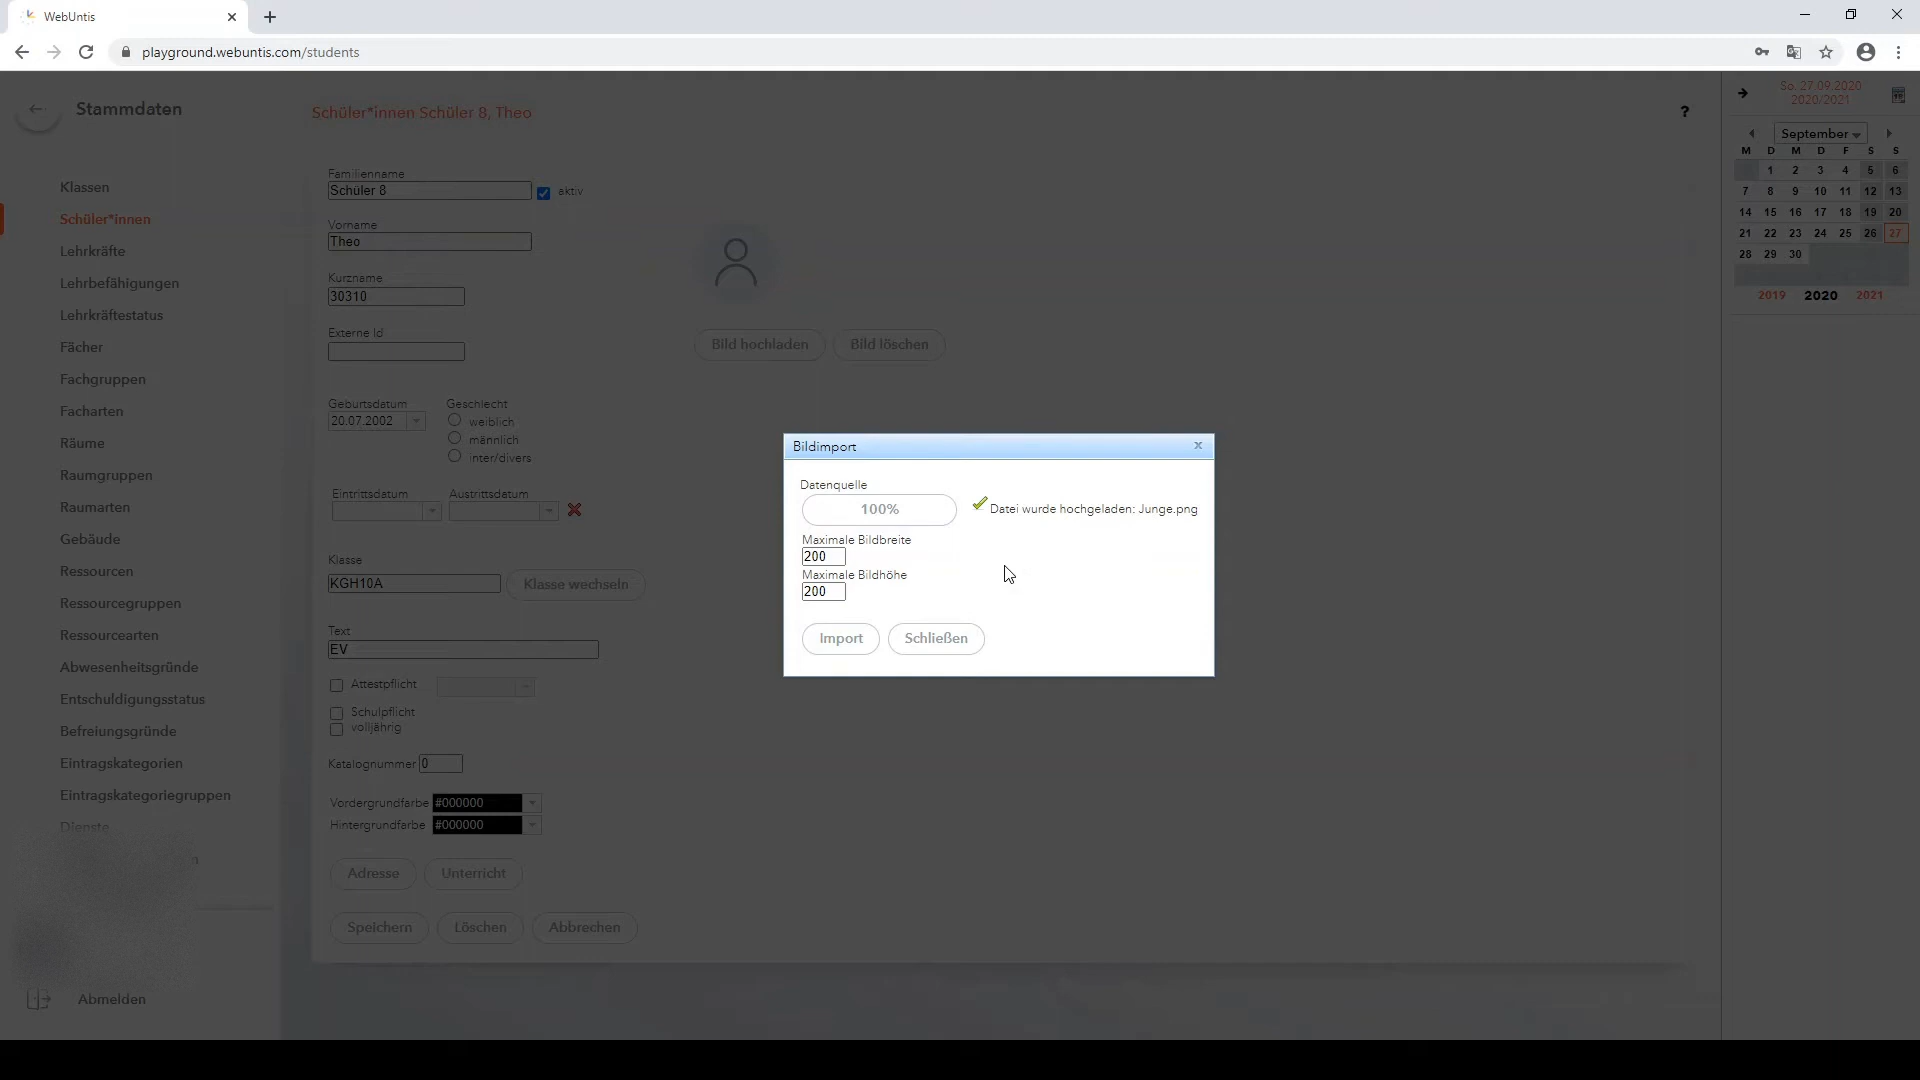 WebUntis
playground.webuntis.com/students
Stammdaten
Klassen
Schüler*innen
Lehrkräfte
Lehrbefähigungen
Lehrkräftestatus
Fächer
Fachgruppen
Facharten
Räume
Raumgruppen
Raumarten
Gebäude
Ressourcen
Ressourcegruppen
Ressourcearten
Abwesenheitsgründe
Entschuldigungsstatus
Befreiungsgründe
Eintragskategorien
Eintragskategoriegruppen
Dienste
Abmelden
Schüler*innen Schüler 8, Theo
?
Familienname
Schüler 8 aktiv
Vorname
Theo
Kurzname
30310
Externe Id
Bild hochladen Bild löschen
Geburtsdatum Geschlecht
20.07.2002 weiblich
männlich
inter/divers
Eintrittsdatum Austrittsdatum
Klasse
KGH10A Klasse wechseln
Text
EV
Attestpflicht
Schulpflicht
volljährig
Katalognummer 0
Vordergrundfarbe #000000
Hintergrundfarbe #000000
Adresse Unterricht
Speichern Löschen Abbrechen
Bildimport x
Datenquelle
100% Datei wurde hochgeladen: Junge.png
Maximale Bildbreite
200
Maximale Bildhöhe
200
Import Schließen
So. 27.09.2020
2020/2021
September
M D M D F S S
1 2 3 4 5 6
7 8 9 10 11 12 13
14 15 16 17 18 19 20
21 22 23 24 25 26 27
28 29 30
2019 2020 2021